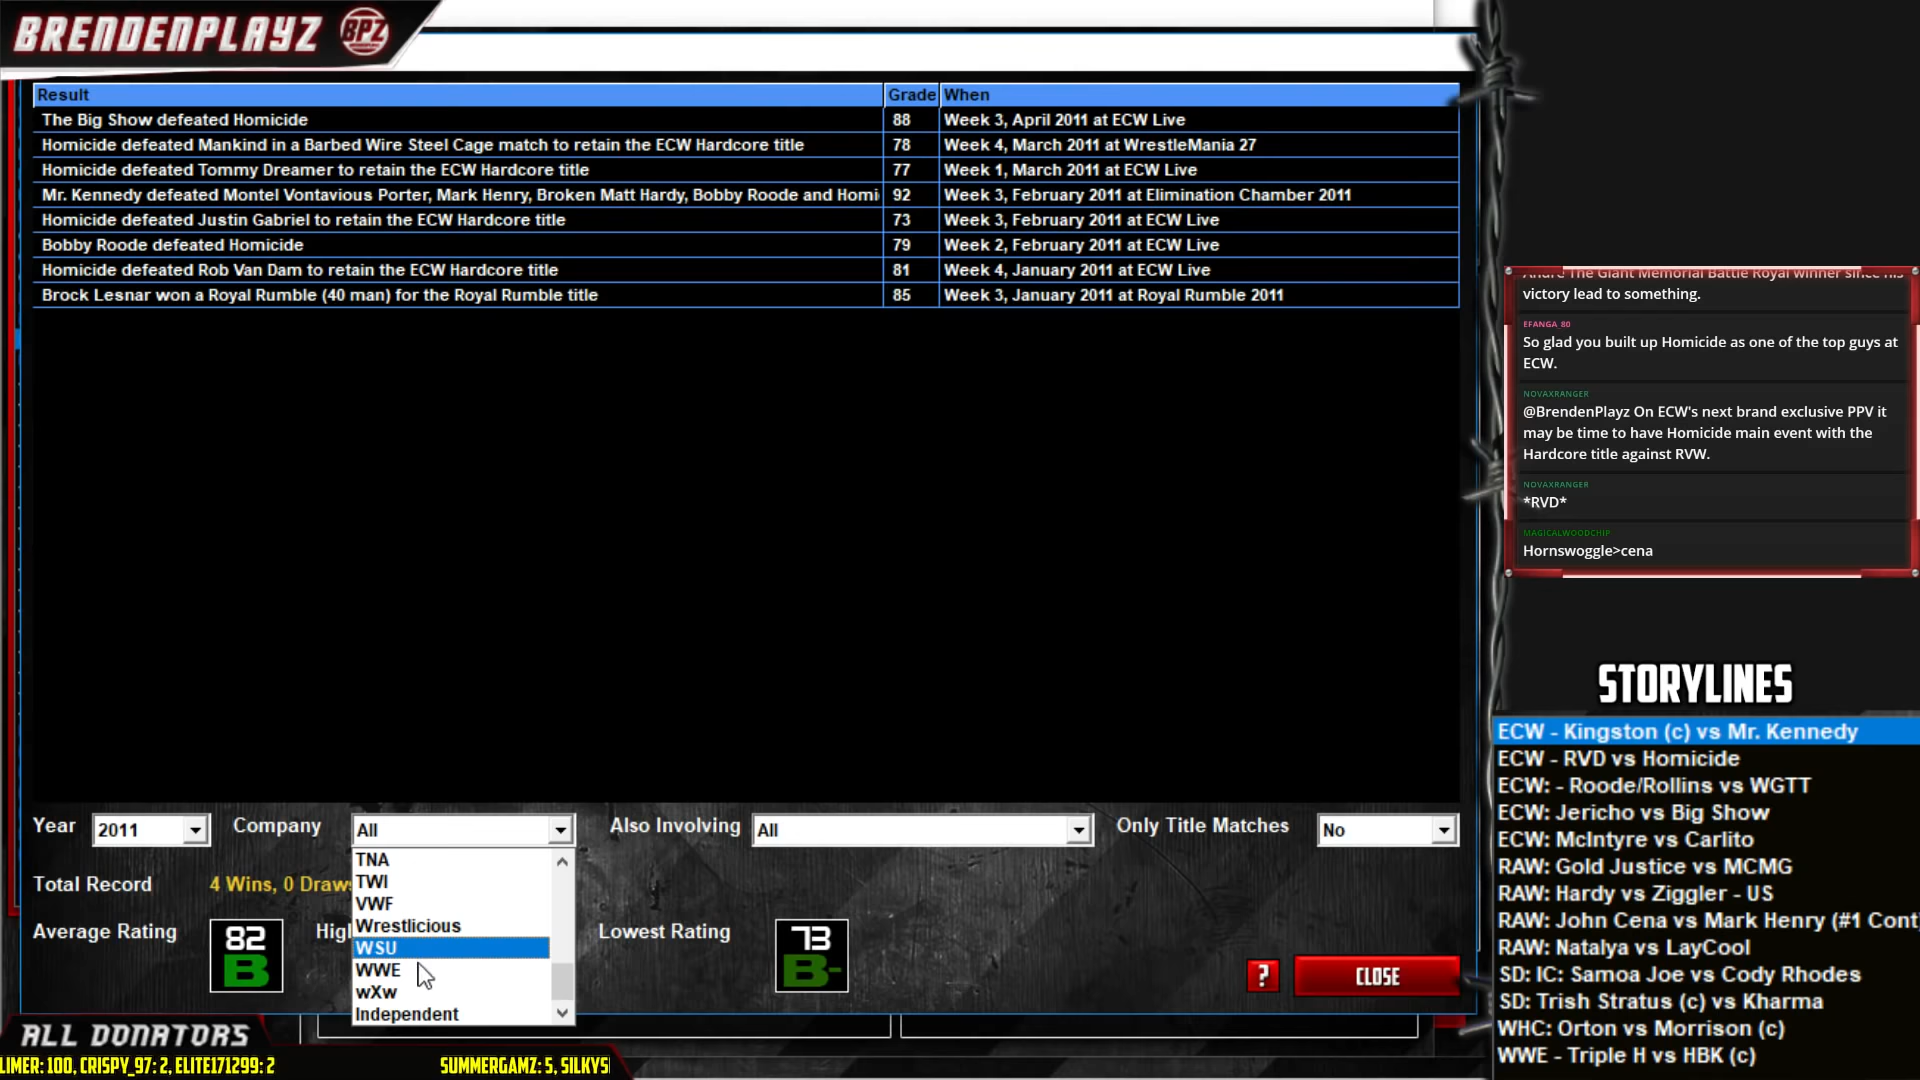 BRENDENPLAYZ BPZ
Result Grade When
The Big Show defeated Homicide 88 Week 3, April 2011 at ECW Live
Homicide defeated Mankind in a Barbed Wire Steel Cage match to retain the ECW Hardcore title 78 Week 4, March 2011 at WrestleMania 27
Homicide defeated Tommy Dreamer to retain the ECW Hardcore title 77 Week 1, March 2011 at ECW Live
Mr. Kennedy defeated Montel Vontavious Porter, Mark Henry, Broken Matt Hardy, Bobby Roode and Homi 92 Week 3, February 2011 at Elimination Chamber 2011
Homicide defeated Justin Gabriel to retain the ECW Hardcore title 73 Week 3, February 2011 at ECW Live
Bobby Roode defeated Homicide 79 Week 2, February 2011 at ECW Live
Homicide defeated Rob Van Dam to retain the ECW Hardcore title 81 Week 4, January 2011 at ECW Live
Brock Lesnar won a Royal Rumble (40 man) for the Royal Rumble title 85 Week 3, January 2011 at Royal Rumble 2011
Andre The Giant Memorial Battle Royal winner since his
victory lead to something.
EFANGA_80
So glad you built up Homicide as one of the top guys at
ECW.
NOVAXRANGER
@BrendenPlayz On ECW's next brand exclusive PPV it
may be time to have Homicide main event with the
Hardcore title against RVW.
NOVAXRANGER
*RVD*
MAGICALWOODCHIP
Hornswoggle>cena
STORYLINES
ECW - Kingston (c) vs Mr. Kennedy
ECW - RVD vs Homicide
ECW: - Roode/Rollins vs WGTT
ECW: Jericho vs Big Show
ECW: McIntyre vs Carlito
RAW: Gold Justice vs MCMG
RAW: Hardy vs Ziggler - US
RAW: John Cena vs Mark Henry (#1 Cont
RAW: Natalya vs LayCool
SD: IC: Samoa Joe vs Cody Rhodes
SD: Trish Stratus (c) vs Kharma
WHC: Orton vs Morrison (c)
WWE - Triple H vs HBK (c)
Year 2011 Company All Also Involving All Only Title Matches No
TNA
TWI
VWF
Wrestlicious
WSU
WWE
wXw
Independent
Total Record 4 Wins, 0 Draws
Average Rating 82 B High Lowest Rating 73 B-
? CLOSE
ALL DONATORS
LIMER: 100, CRISPY_97: 2, ELITE171299: 2 SUMMERGAMZ: 5, SILKYS